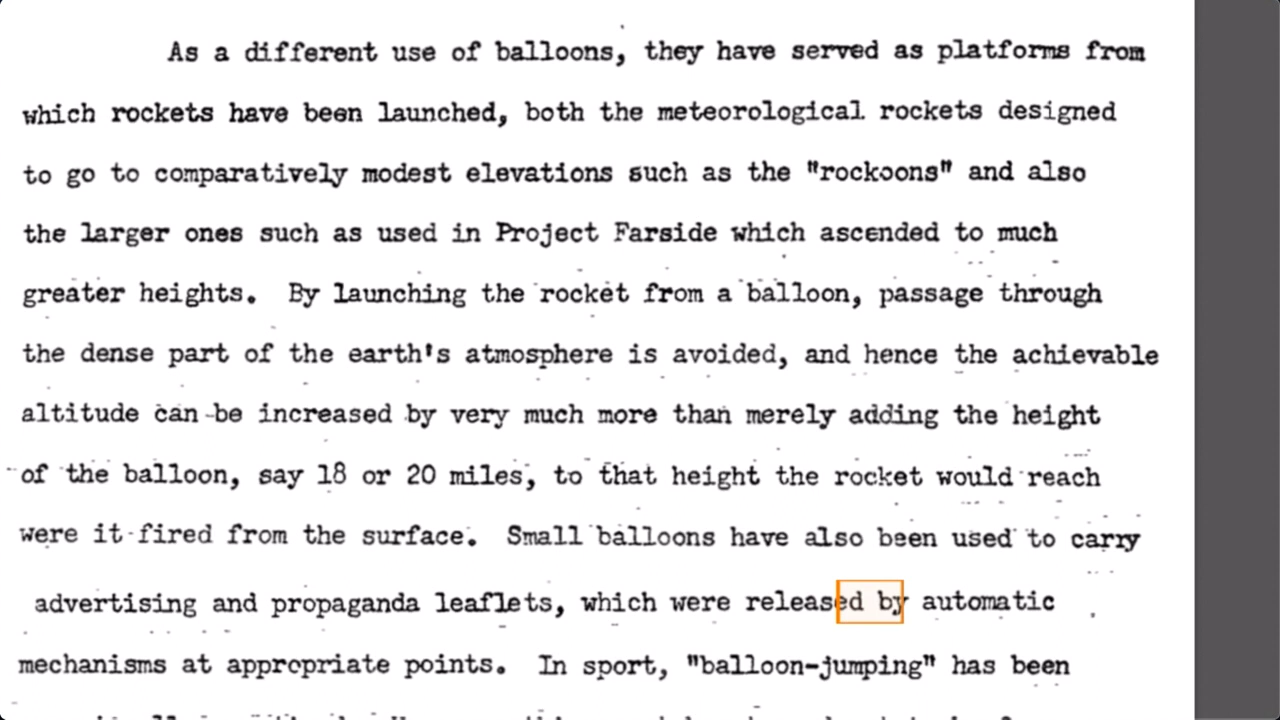 As a different use of balloons, they have served as platforms from
which rockets have been launched, both the meteorological rockets designed
to go to comparatively modest elevations such as the "rockoons" and also
the larger ones such as used in Project Farside which ascended to much
greater heights. By launching the rocket from a balloon, passage through
the dense part of the earth's atmosphere is avoided, and hence the achievable
altitude can be increased by very much more than merely adding the height
of the balloon, say 18 or 20 miles, to that height the rocket would reach
were it fired from the surface. Small balloons have also been used to carry
advertising and propaganda leaflets, which were released by automatic
mechanisms at appropriate points. In sport, "balloon-jumping" has been